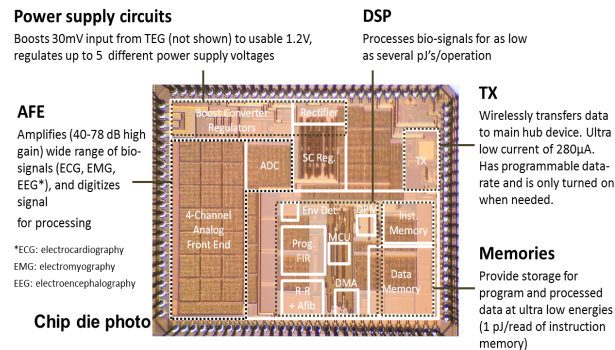 Power supply circuits
Boosts 30mV input from TEG (not shown) to usable 1.2V,
regulates up to 5 different power supply voltages
DSP
Processes bio-signals for as low
as several pJ's/operation
AFE
Amplifies (40-78 dB high
gain) wide range of bio-
signals (ECG, EMG,
EEG*), and digitizes
signal
for processing
*ECG: electrocardiography
EMG: electromyography
EEG: electroencephalography
Chip die photo
Boost Converter
Regulators
Rectifier
ADC
SC Reg.
TX
4-Channel
Analog
Front End
Env Det.
DPM
Inst.
Memory
MCU
Prog.
FIR
Data
Memory
DMA
R-R
+ Afib
TX
Wirelessly transfers data
to main hub device. Ultra
low current of 280μA.
Has programmable data-
rate and is only turned on
when needed.
Memories
Provide storage for
program and processed
data at ultra low energies
(1 pJ/read of instruction
memory)